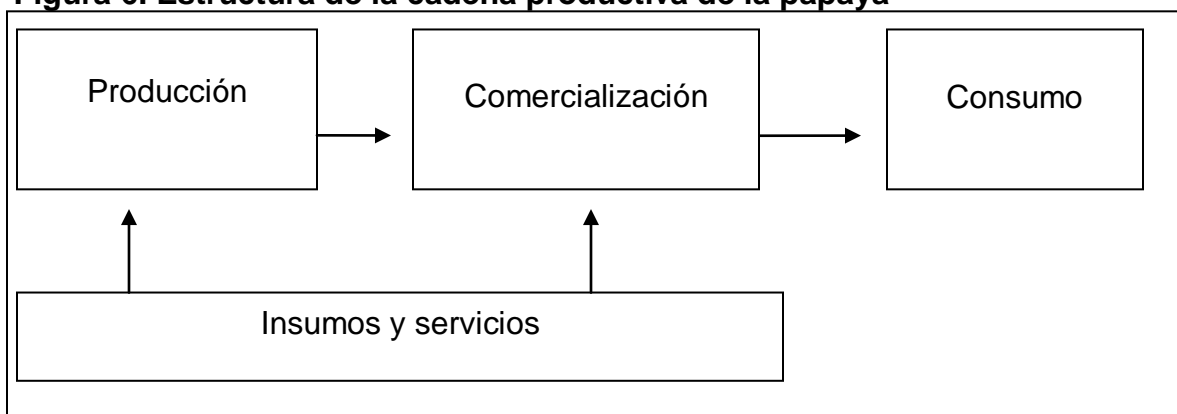 Figura 6. Estructura de la cadena productiva de la papaya
Producción
Comercialización
Consumo
Insumos y servicios